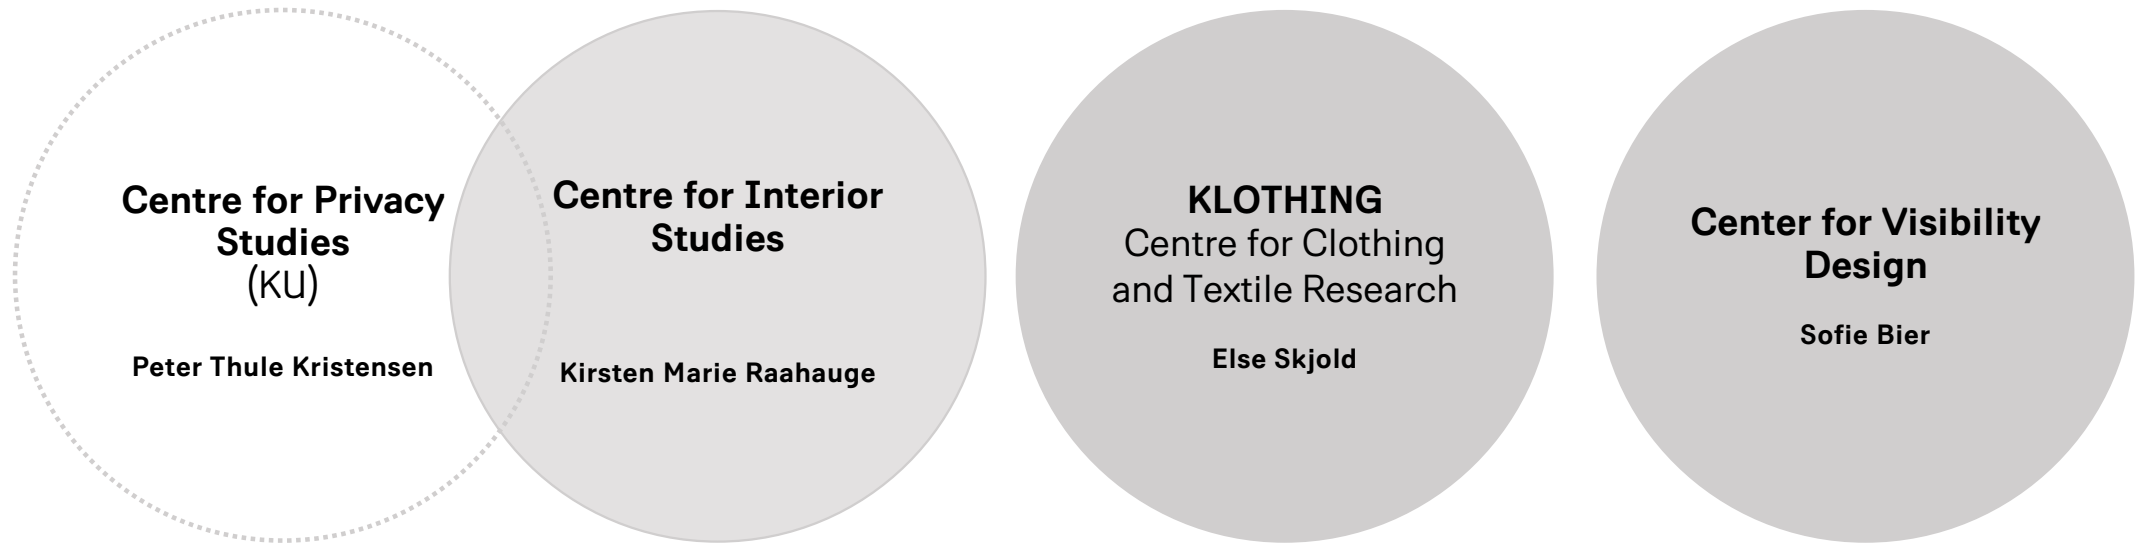 Centre for Privacy
Studies
(KU)
Peter Thule Kristensen
Centre for Interior
Studies
Kirsten Marie Raahauge
KLOTHING
Centre for Clothing
and Textile Research
Else Skjold
Center for Visibility
Design
Sofie Bier